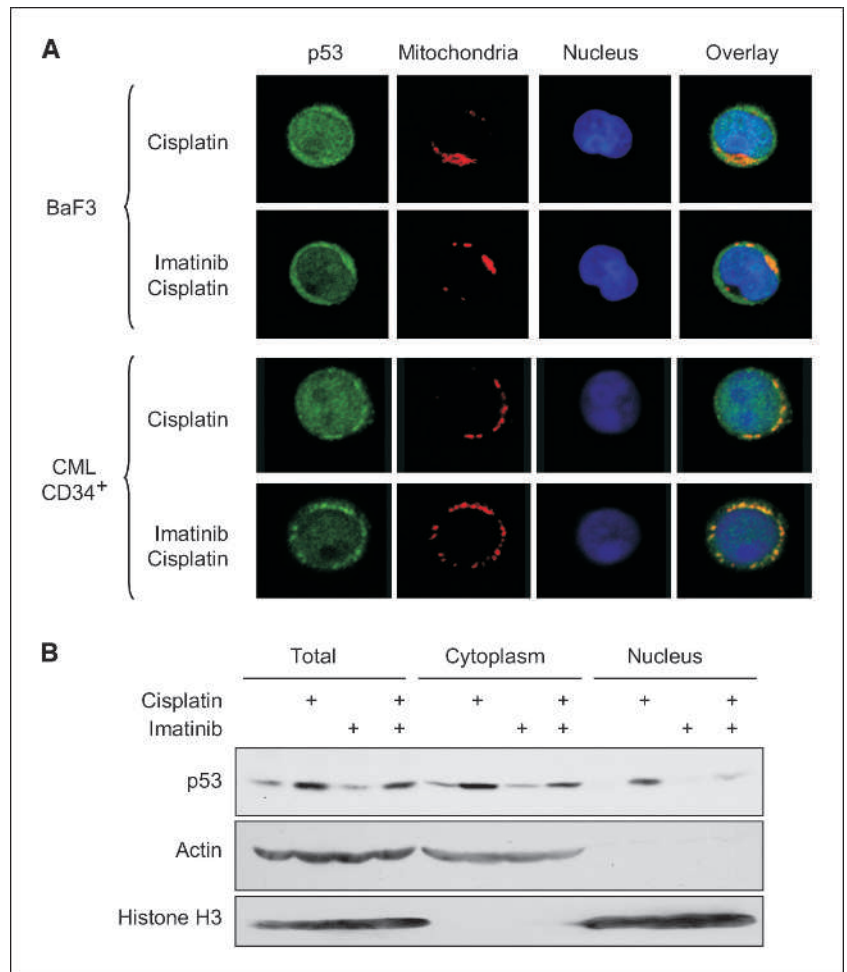 A
p53 Mitochondria Nucleus Overlay
BaF3
Cisplatin
Imatinib
Cisplatin
CML
CD34+
Cisplatin
Imatinib
Cisplatin
B
Total Cytoplasm Nucleus
Cisplatin + + + + + +
Imatinib + + + + + +
p53
Actin
Histone H3